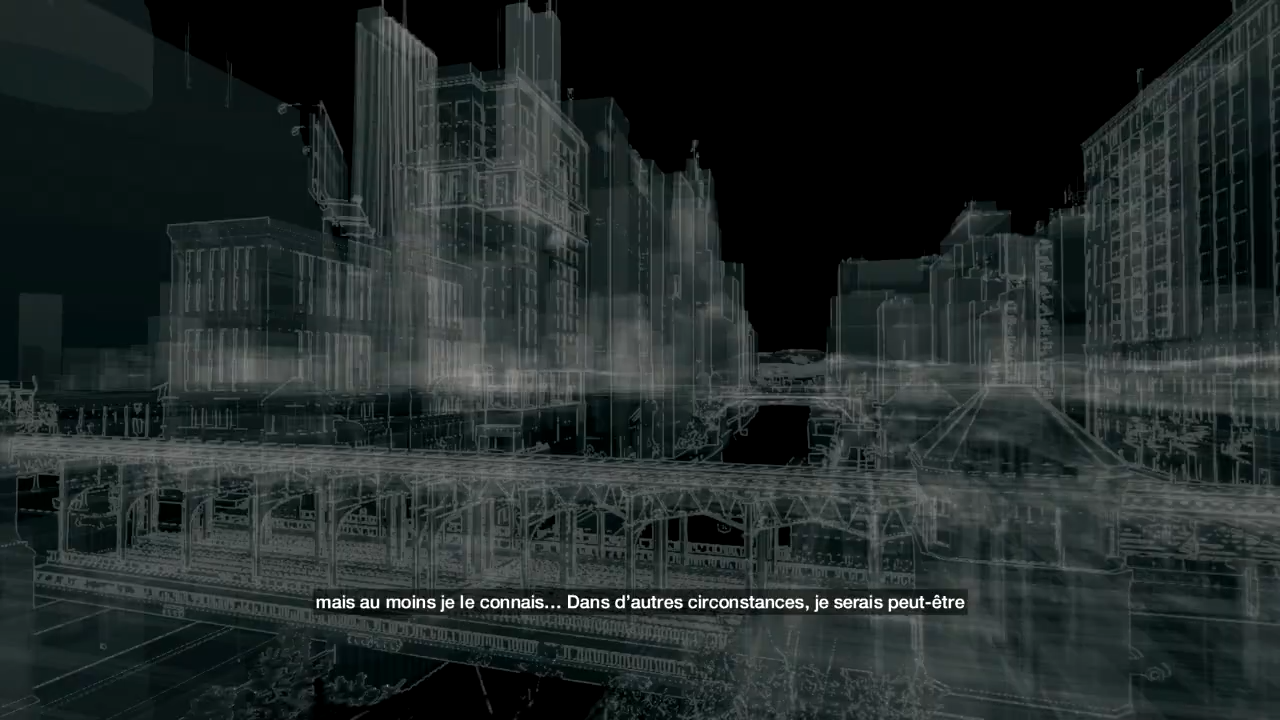 mais au moins je le connais… Dans d’autres circonstances, je serais peut-être